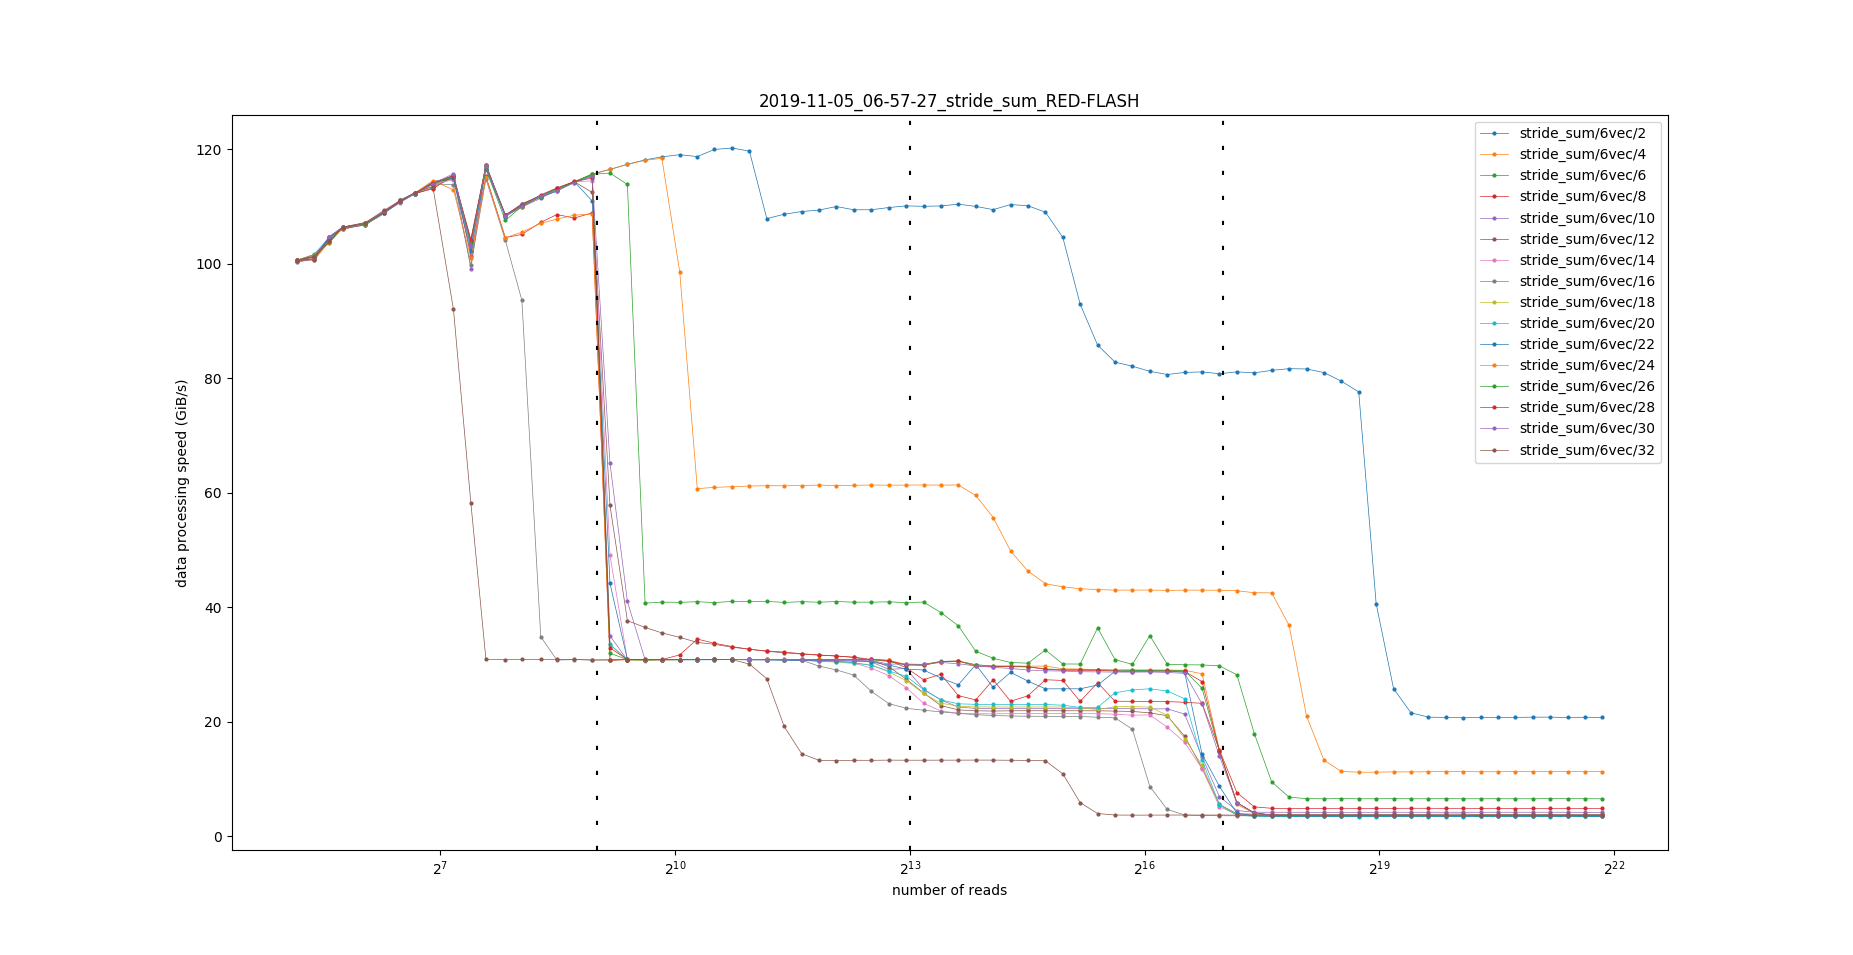 2019-11-05_06-57-27_stride_sum_RED-FLASH
data processing speed (GiB/s)
120
100
80
60
40
20
0
2^7
2^10
2^13
2^16
2^19
2^22
number of reads
stride_sum/6vec/2
stride_sum/6vec/4
stride_sum/6vec/6
stride_sum/6vec/8
stride_sum/6vec/10
stride_sum/6vec/12
stride_sum/6vec/14
stride_sum/6vec/16
stride_sum/6vec/18
stride_sum/6vec/20
stride_sum/6vec/22
stride_sum/6vec/24
stride_sum/6vec/26
stride_sum/6vec/28
stride_sum/6vec/30
stride_sum/6vec/32